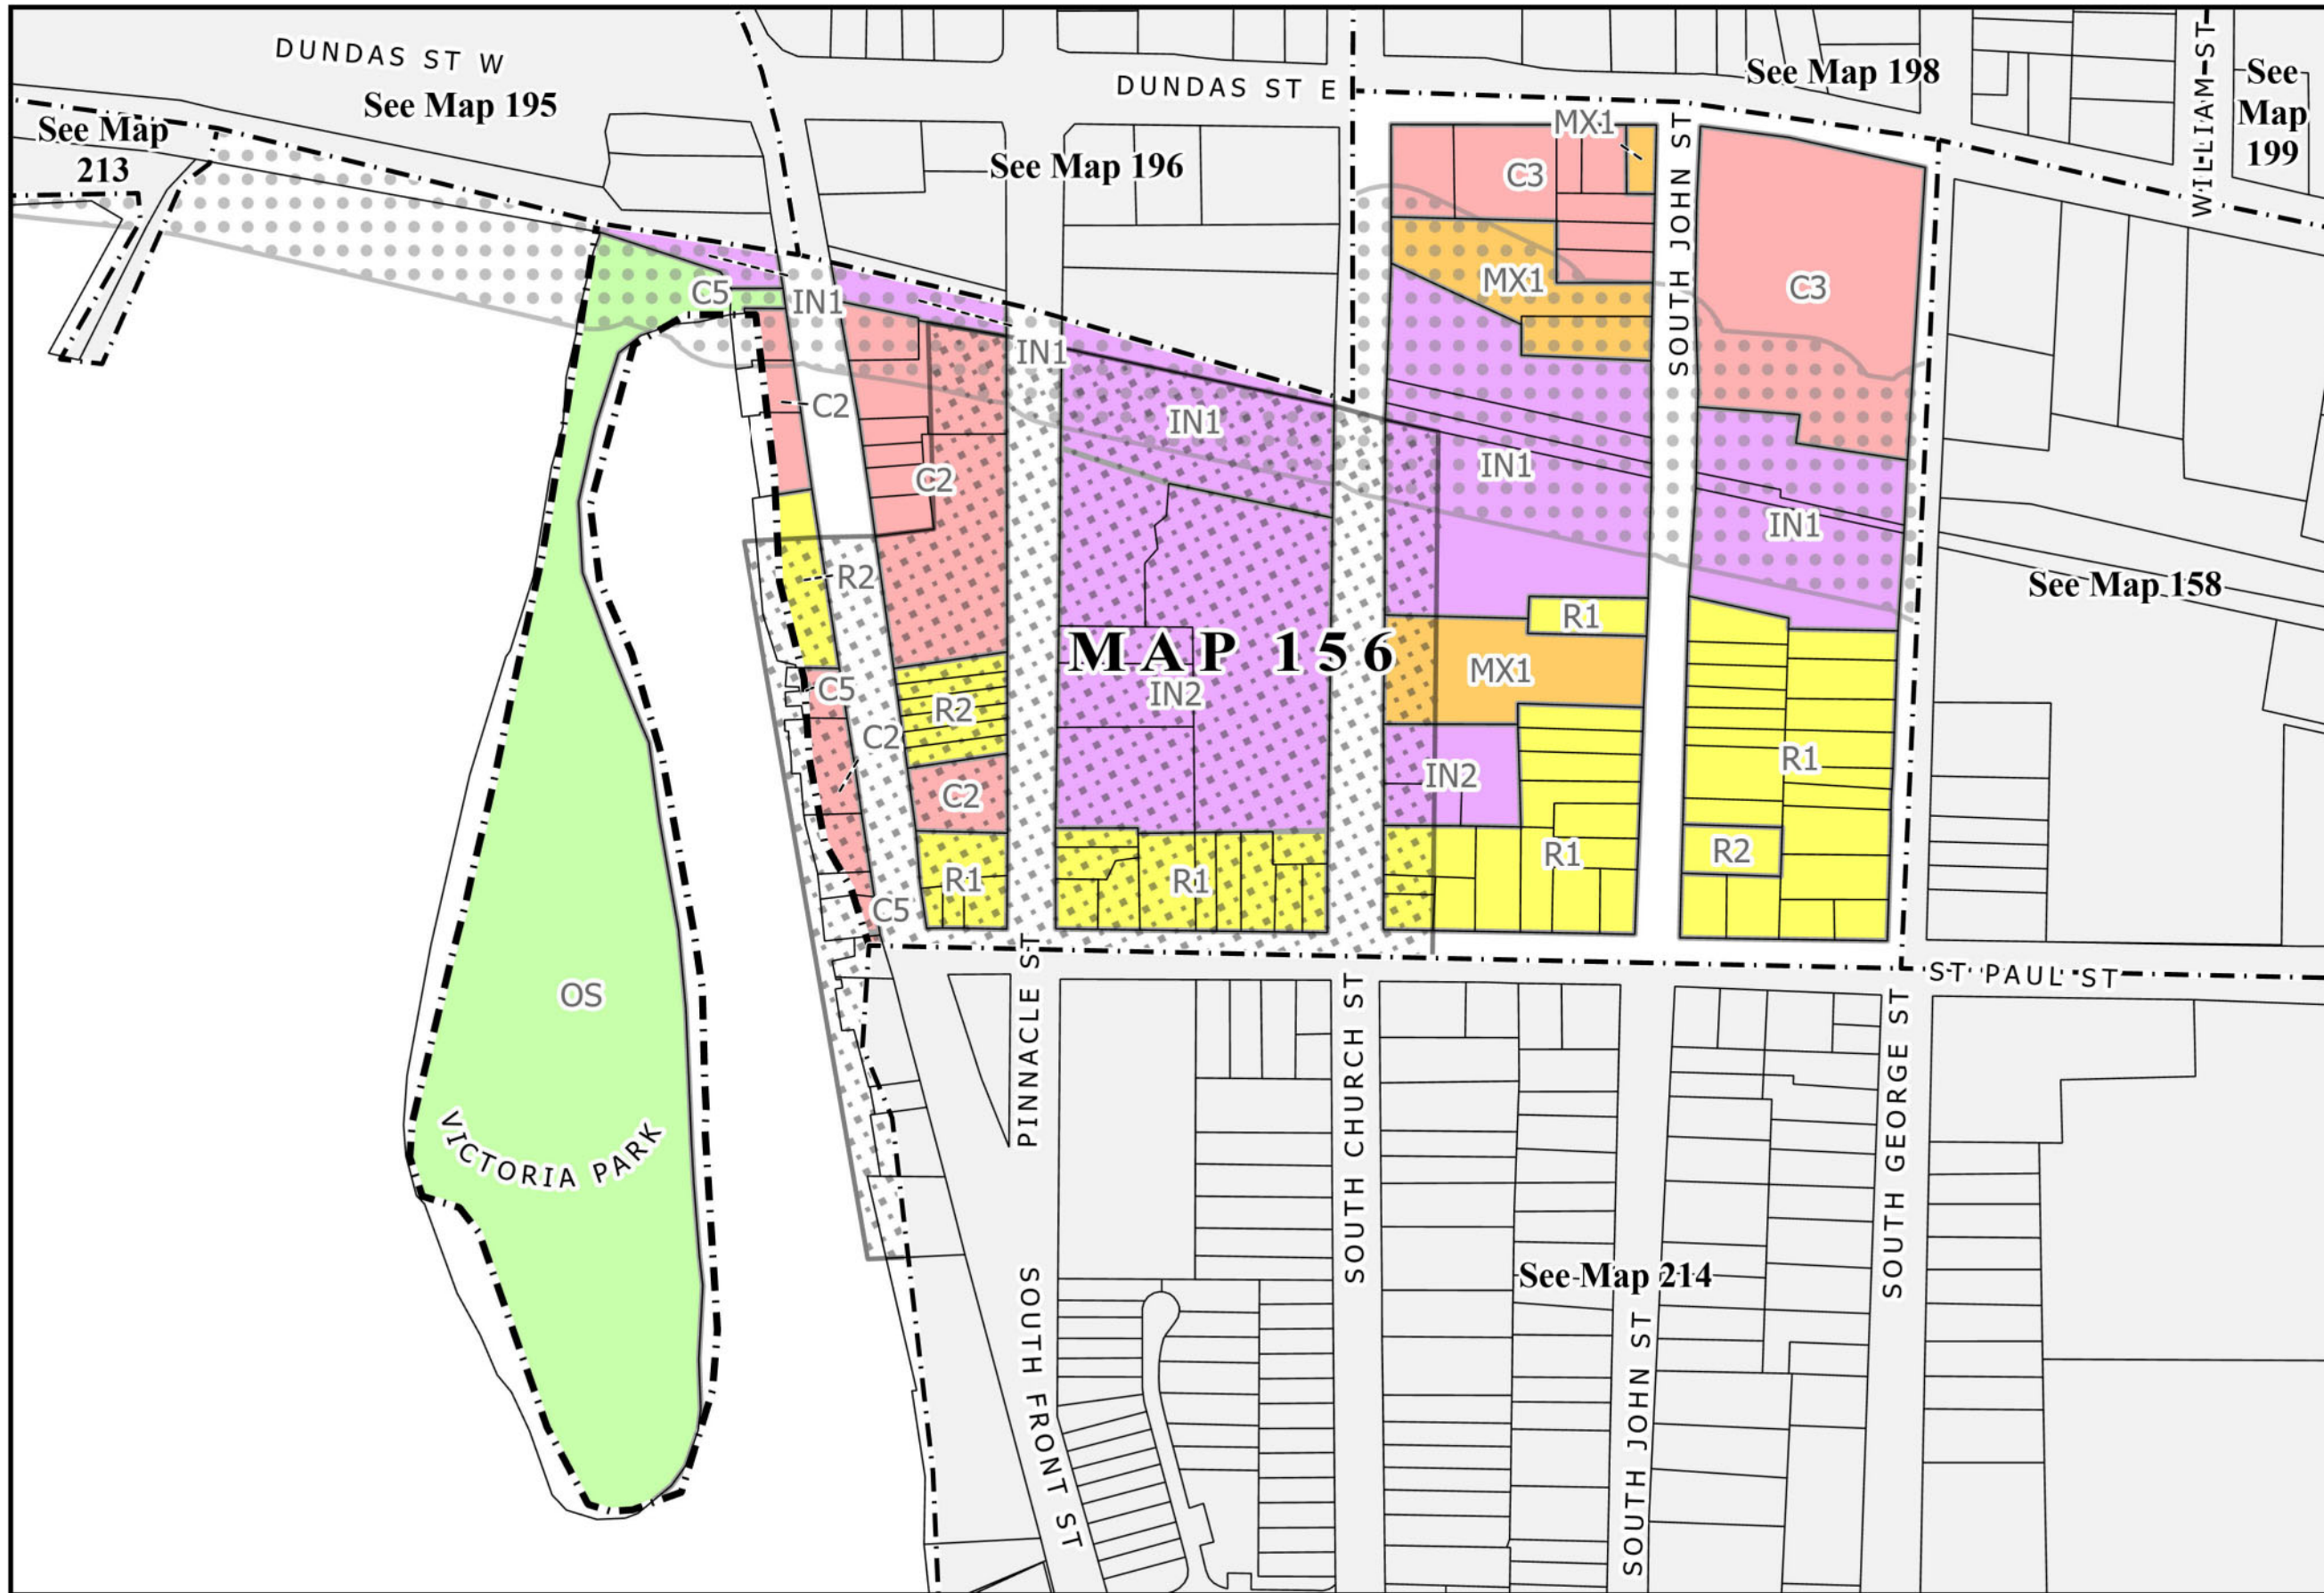 DUNDAS ST W
See Map 195
See Map
213
DUNDAS ST E
See Map 198
WILLIAM ST
See
Map
199
See Map 196
MX1
C3
SOUTH JOHN ST
C3
MX1
C5
IN1
IN1
IN1
C2
C2
IN1
IN1
R2
See Map 158
R1
MAP 156
MX1
C5
IN2
R2
C2
R1
IN2
C2
R2
R1
R1
R1
C5
ST PAUL ST
OS
PINNACLE ST
SOUTH CHURCH ST
SOUTH GEORGE ST
VICTORIA PARK
See Map 214
SOUTH FRONT ST
SOUTH JOHN ST